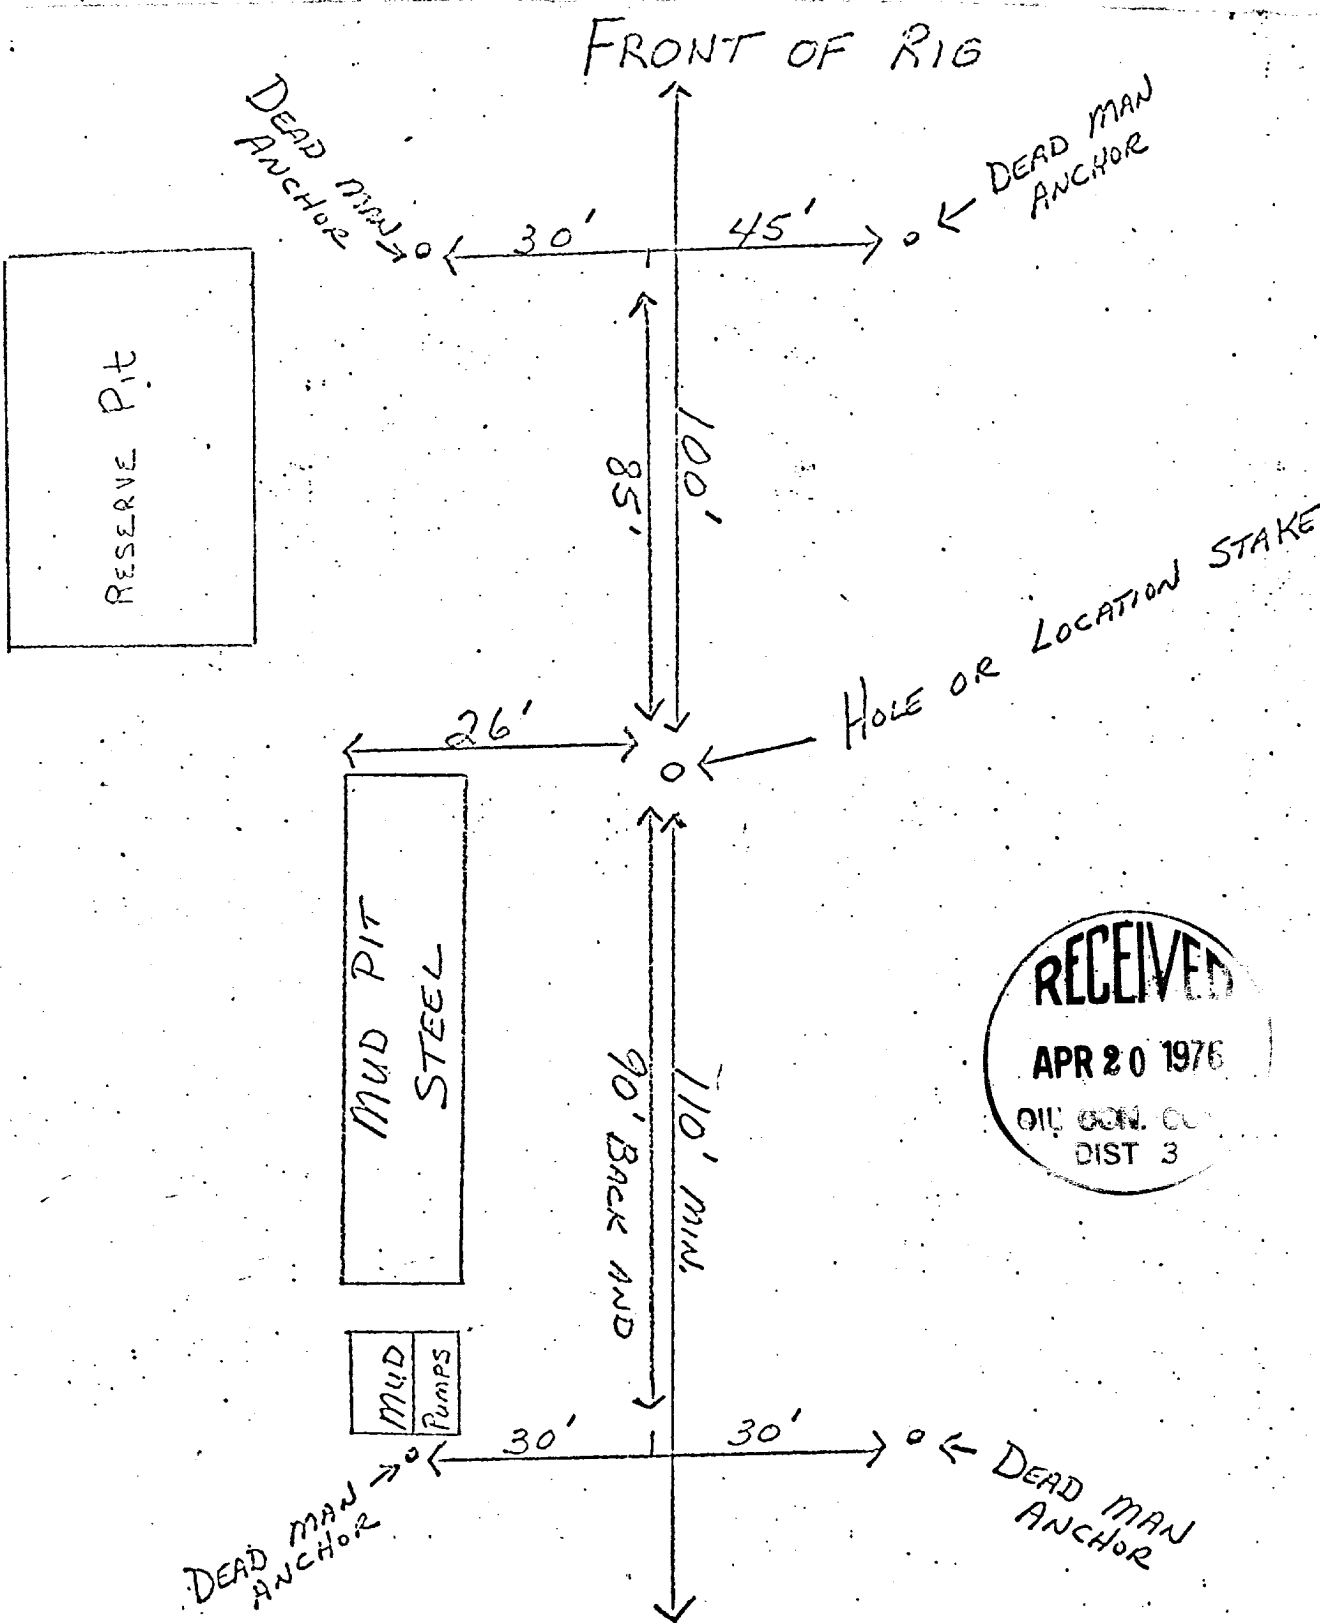 FRONT OF RIG
DEAD MAN
ANCHOR
DEAD MAN
ANCHOR
30'
45'
RESERVE Pit
85'
100'
HOLE OR LOCATION STAKE
26'
MUD PIT
STEEL
90' BACK AND
110' MIN.
RECEIVED
APR 20 1976
OIL CON.
DIST 3
MUD
PUMPS
30'
30'
DEAD MAN
ANCHOR
DEAD MAN
ANCHOR